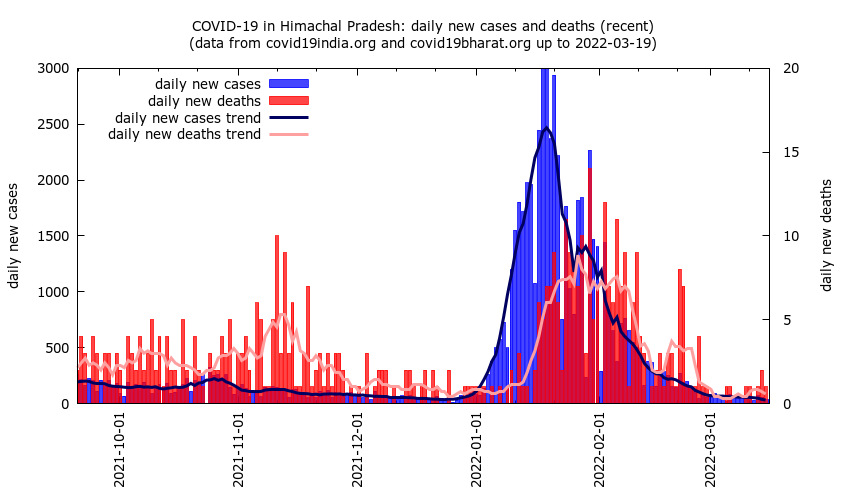 COVID-19 in Himachal Pradesh: daily new cases and deaths (recent)
(data from covid19india.org and covid19bharat.org up to 2022-03-19)
daily new cases
daily new deaths
daily new cases trend
daily new deaths trend
3000
2500
2000
1500
1000
500
0
20
15
10
5
0
daily new cases
daily new deaths
2021-10-01
2021-11-01
2021-12-01
2022-01-01
2022-02-01
2022-03-01